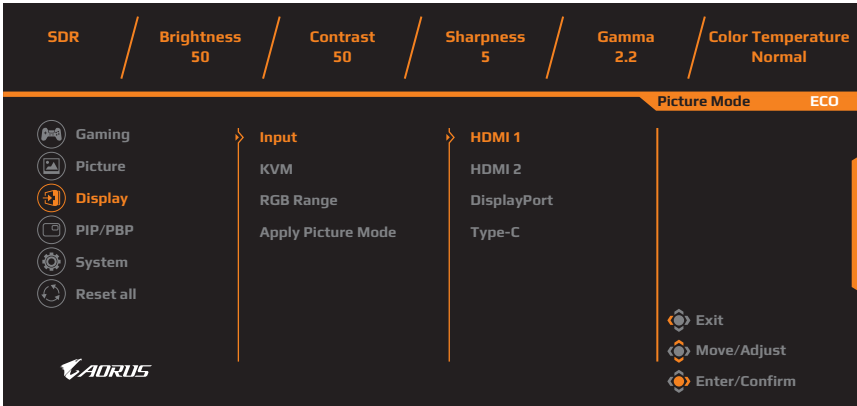 SDR Brightness Contrast Sharpness Gamma Color Temperature
50 50 5 2.2 Normal
Picture Mode ECO
Gaming Input HDMI 1
Picture KVM HDMI 2
Display RGB Range DisplayPort
PIP/PBP Apply Picture Mode Type-C
System
Reset all
Exit
Move/Adjust
AORUS
Enter/Confirm